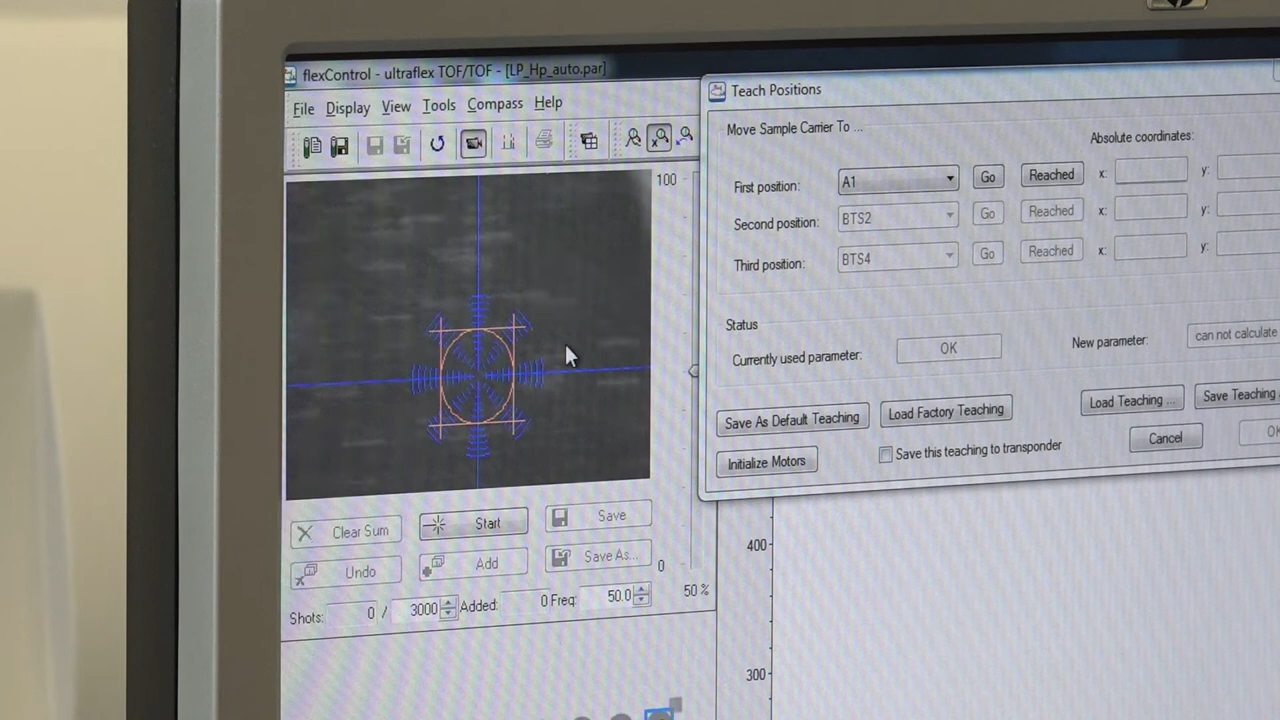 flexControl - ultraflex TOF/TOF - [LP_Hp_auto.par]
File Display View Tools Compass Help
100
Clear Sum Start Save
Undo Add Save As...
0
Shots: 0 / 3000 Added: 0 Freq: 50.0 50 %
Teach Positions
Move Sample Carrier To ...
Absolute coordinates:
First position: A1 Go Reached x: y:
Second position: BTS2 Go Reached x: y:
Third position: BTS4 Go Reached x: y:
Status
Currently used parameter: OK New parameter: can not calculate
Save As Default Teaching Load Factory Teaching Load Teaching ... Save Teaching
Initialize Motors Save this teaching to transponder Cancel OK
400
300